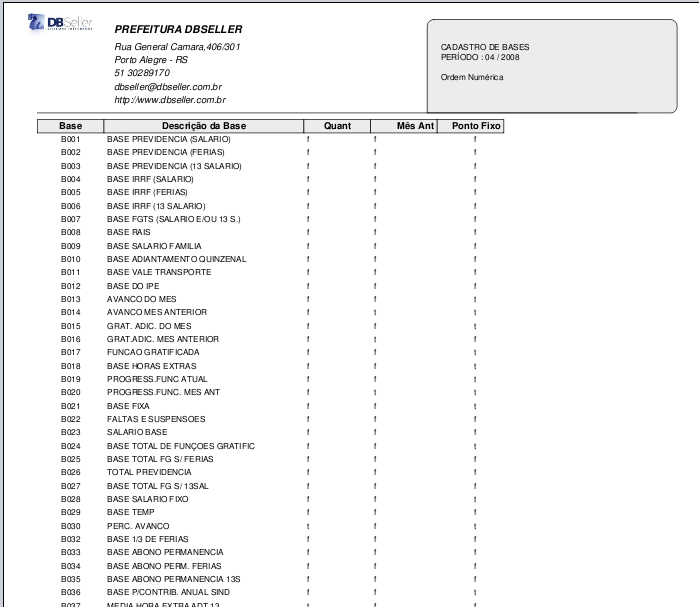 DBSeller
SISTEMAS INTEGRADOS
PREFEITURA DBSELLER
Rua General Camara,406/301
Porto Alegre - RS
51 30289170
dbseller@dbseller.com.br
http://www.dbseller.com.br
CADASTRO DE BASES
PERÍODO : 04 / 2008
Ordem Numérica
Base Descrição da Base Quant Mês Ant Ponto Fixo
B001 BASE PREVIDENCIA (SALARIO) f f f
B002 BASE PREVIDENCIA (FERIAS) f f f
B003 BASE PREVIDENCIA (13 SALARIO) f f f
B004 BASE IRRF (SALARIO) f f f
B005 BASE IRRF (FERIAS) f f f
B006 BASE IRRF (13 SALARIO) f f f
B007 BASE FGTS (SALARIO E/OU 13 S.) f f f
B008 BASE RAIS f f f
B009 BASE SALARIO FAMILIA f f f
B010 BASE ADIANTAMENTO QUINZENAL f f f
B011 BASE VALE TRANSPORTE f f f
B012 BASE DO IPE f f f
B013 AVANCO DO MES f f t
B014 AVANCO MES ANTERIOR f t t
B015 GRAT. ADIC. DO MES f f t
B016 GRAT.ADIC. MES ANTERIOR f t t
B017 FUNCAO GRATIFICADA f f t
B018 BASE HORAS EXTRAS f f t
B019 PROGRESS.FUNC ATUAL f f t
B020 PROGRESS.FUNC. MES ANT f t t
B021 BASE FIXA f f t
B022 FALTAS E SUSPENSOES f f f
B023 SALARIO BASE f f f
B024 BASE TOTAL DE FUNÇOES GRATIFIC f f t
B025 BASE TOTAL FG S/ FERIAS f f f
B026 TOTAL PREVIDENCIA f f f
B027 BASE TOTAL FG S/ 13SAL f f t
B028 BASE SALARIO FIXO f f t
B029 BASE TEMP f f f
B030 PERC. AVANCO t f t
B032 BASE 1/3 DE FERIAS f f f
B033 BASE ABONO PERMANENCIA f f f
B034 BASE ABONO PERM. FERIAS f f f
B035 BASE ABONO PERMANENCIA 13S f f f
B036 BASE P/CONTRIB. ANUAL SIND f f t
B037 MEDIA HORA EXTRA ADT 13